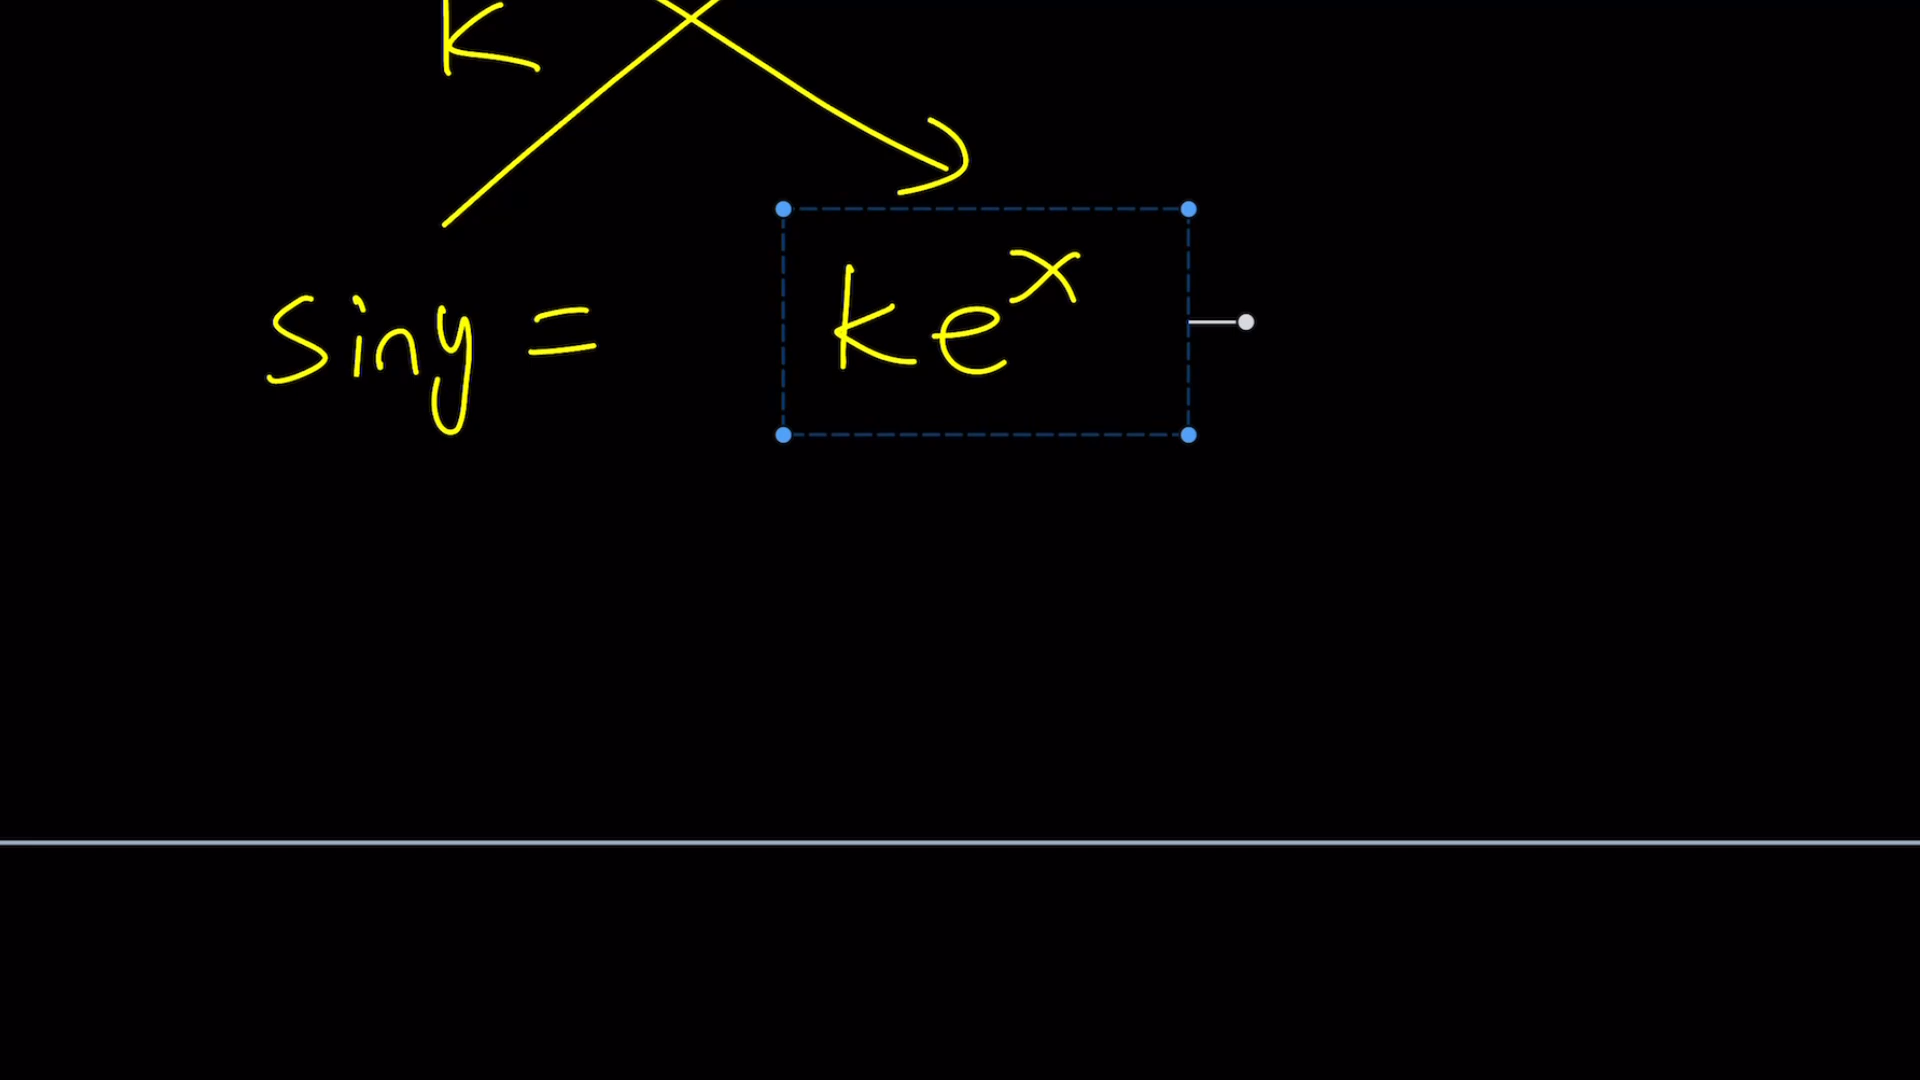 K
Siny = ke^x